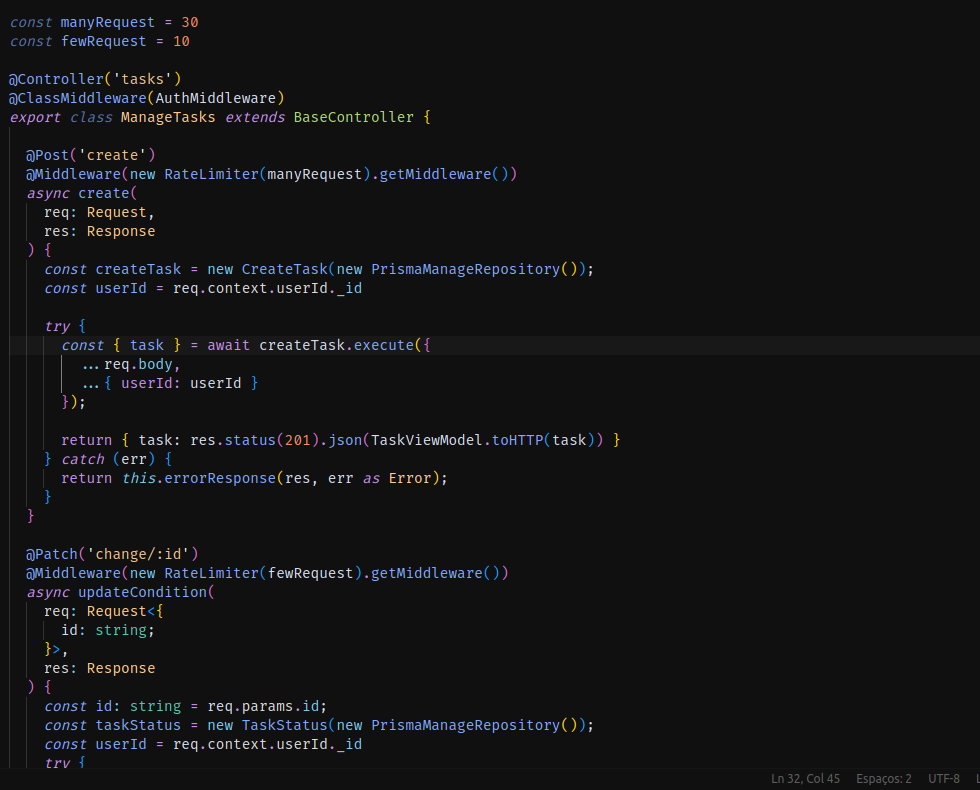 const manyRequest = 30
const fewRequest = 10
@Controller('tasks')
@ClassMiddleware(AuthMiddleware)
export class ManageTasks extends BaseController {
@Post('create')
@Middleware(new RateLimiter(manyRequest).getMiddleware())
async create(
req: Request,
res: Response
) {
const createTask = new CreateTask(new PrismaManageRepository());
const userId = req.context.userId._id
try {
const { task } = await createTask.execute({
...req.body,
...{ userId: userId }
});
return { task: res.status(201).json(TaskViewModel.toHTTP(task)) }
} catch (err) {
return this.errorResponse(res, err as Error);
}
}
@Patch('change/:id')
@Middleware(new RateLimiter(fewRequest).getMiddleware())
async updateCondition(
req: Request<{
id: string;
}>,
res: Response
) {
const id: string = req.params.id;
const taskStatus = new TaskStatus(new PrismaManageRepository());
const userId = req.context.userId._id
try {
Ln 32, Col 45 Espaços: 2 UTF-8